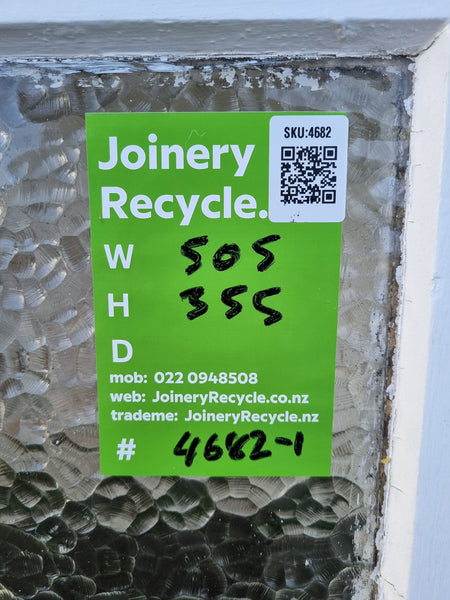 SKU:4682
Joinery
Recycle.
W 505
H 355
D
mob: 022 0948508
web: JoineryRecycle.co.nz
trademe: JoineryRecycle.nz
# 4682-1